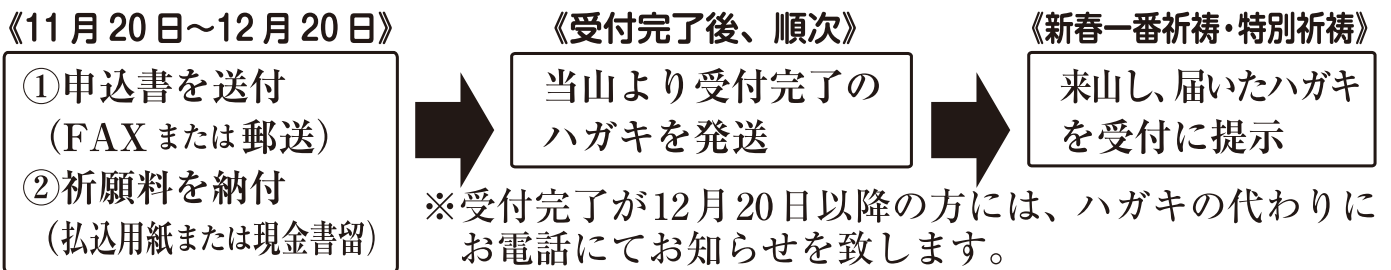 《11月20日～12月20日》
①申込書を送付
（FAXまたは郵送）
②祈願料を納付
（払込用紙または現金書留）
《受付完了後、順次》
当山より受付完了の
ハガキを発送
《新春一番祈祷・特別祈祷》
来山し、届いたハガキ
を受付に提示
※受付完了が12月20日以降の方には、ハガキの代わりに
お電話にてお知らせを致します。